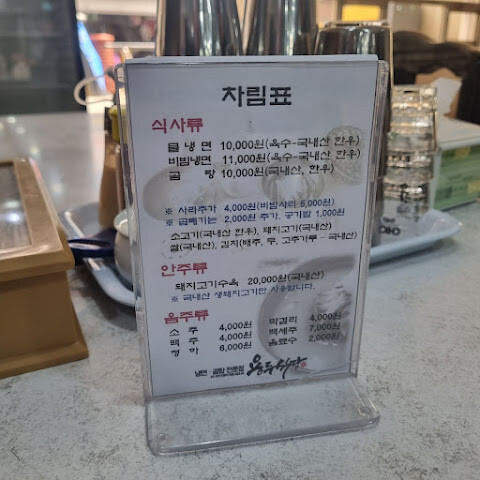 차림표
식사류
물냉면 10,000원(육수-국내산 한우)
비빔냉면 11,000원(육수-국내산 한우)
곰 탕 10,000원(국내산, 한우)
※ 사리추가 4,000원(비빔사리 5,000원)
※ 곱빼기는 2,000원 추가, 공기밥 1,000원
소고기(국내산 한우), 돼지고기(국내산)
쌀(국내산), 김치(배추, 무, 고추가루 - 국내산)
안주류
돼지고기수육 20,000원(국내산)
※ 국내산 생돼지고기만 사용합니다.
음주류
소 주 4,000원 막걸리 4,000원
맥 주 4,000원 백세주 7,000원
청 하 5,000원 음료수 2,000원
냉면 곰탕 전문점